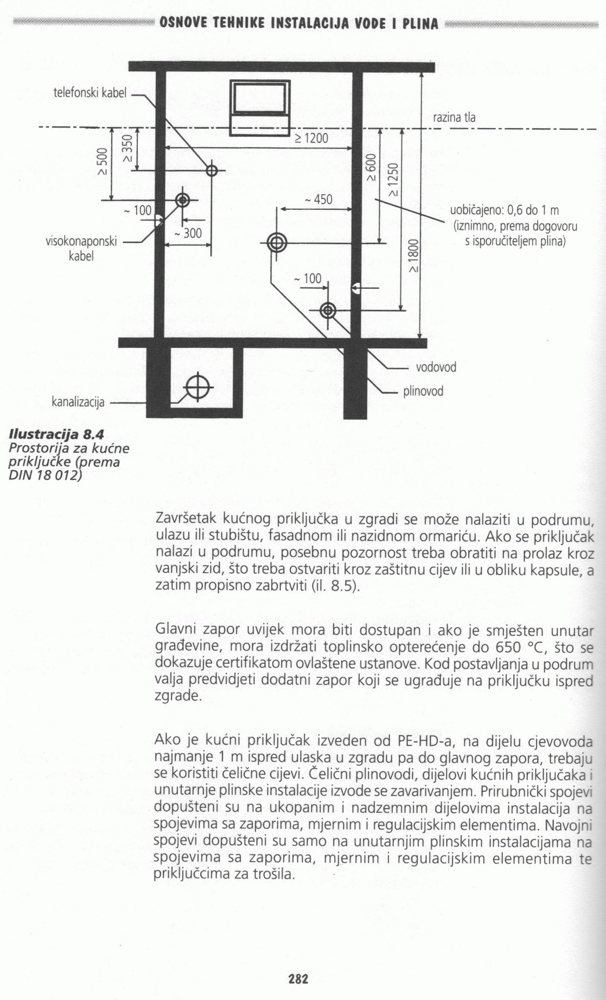 OSNOVE TEHNIKE INSTALACIJA VODE I PLINA
telefonski kabel
razina tla
≥ 1200
≥ 350
≥ 500
≥ 600
≥ 1250
~ 450
~ 100
uobičajeno: 0,6 do 1 m
(iznimno, prema dogovoru
s isporučiteljem plina)
~ 300
visokonaponski
kabel
≥ 1800
~ 100
vodovod
plinovod
kanalizacija
Ilustracija 8.4
Prostorija za kućne
priključke (prema
DIN 18 012)
Završetak kućnog priključka u zgradi se može nalaziti u podrumu,
ulazu ili stubištu, fasadnom ili nazidnom ormariću. Ako se priključak
nalazi u podrumu, posebnu pozornost treba obratiti na prolaz kroz
vanjski zid, što treba ostvariti kroz zaštitnu cijev ili u obliku kapsule, a
zatim propisno zabrtviti (il. 8.5).
Glavni zapor uvijek mora biti dostupan i ako je smješten unutar
građevine, mora izdržati toplinsko opterećenje do 650 °C, što se
dokazuje certifikatom ovlaštene ustanove. Kod postavljanja u podrum
valja predvidjeti dodatni zapor koji se ugrađuje na priključku ispred
zgrade.
Ako je kućni priključak izveden od PE-HD-a, na dijelu cjevovoda
najmanje 1 m ispred ulaska u zgradu pa do glavnog zapora, trebaju
se koristiti čelične cijevi. Čelični plinovodi, dijelovi kućnih priključaka i
unutarnje plinske instalacije izvode se zavarivanjem. Prirubnički spojevi
dopušteni su na ukopanim i nadzemnim dijelovima instalacija na
spojevima sa zaporima, mjernim i regulacijskim elementima. Navojni
spojevi dopušteni su samo na unutarnjim plinskim instalacijama na
spojevima sa zaporima, mjernim i regulacijskim elementima te
priključcima za trošila.
282